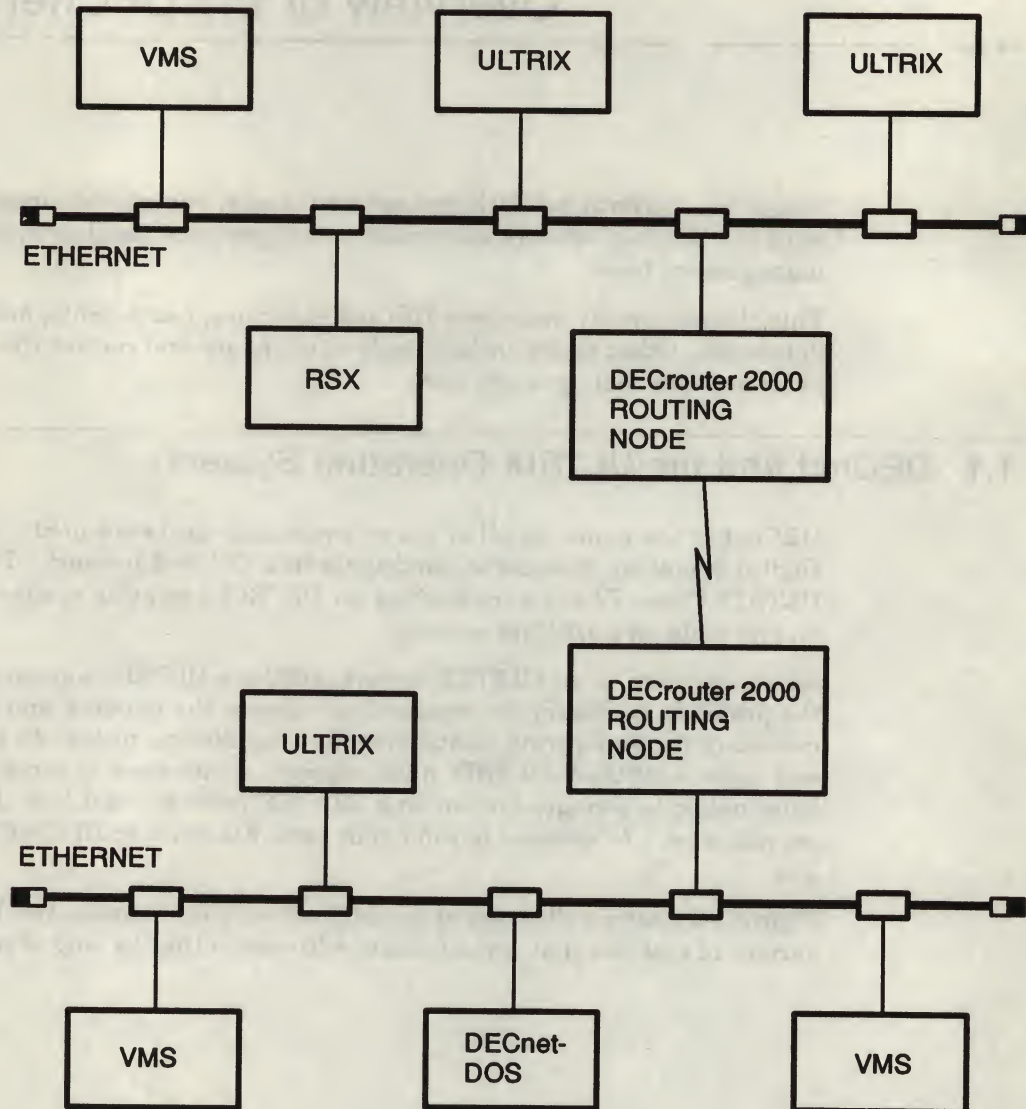 VMS
ULTRIX
ULTRIX
ETHERNET
RSX
DECrouter 2000
ROUTING
NODE
DECrouter 2000
ROUTING
NODE
ULTRIX
ETHERNET
VMS
DECnet-
DOS
VMS